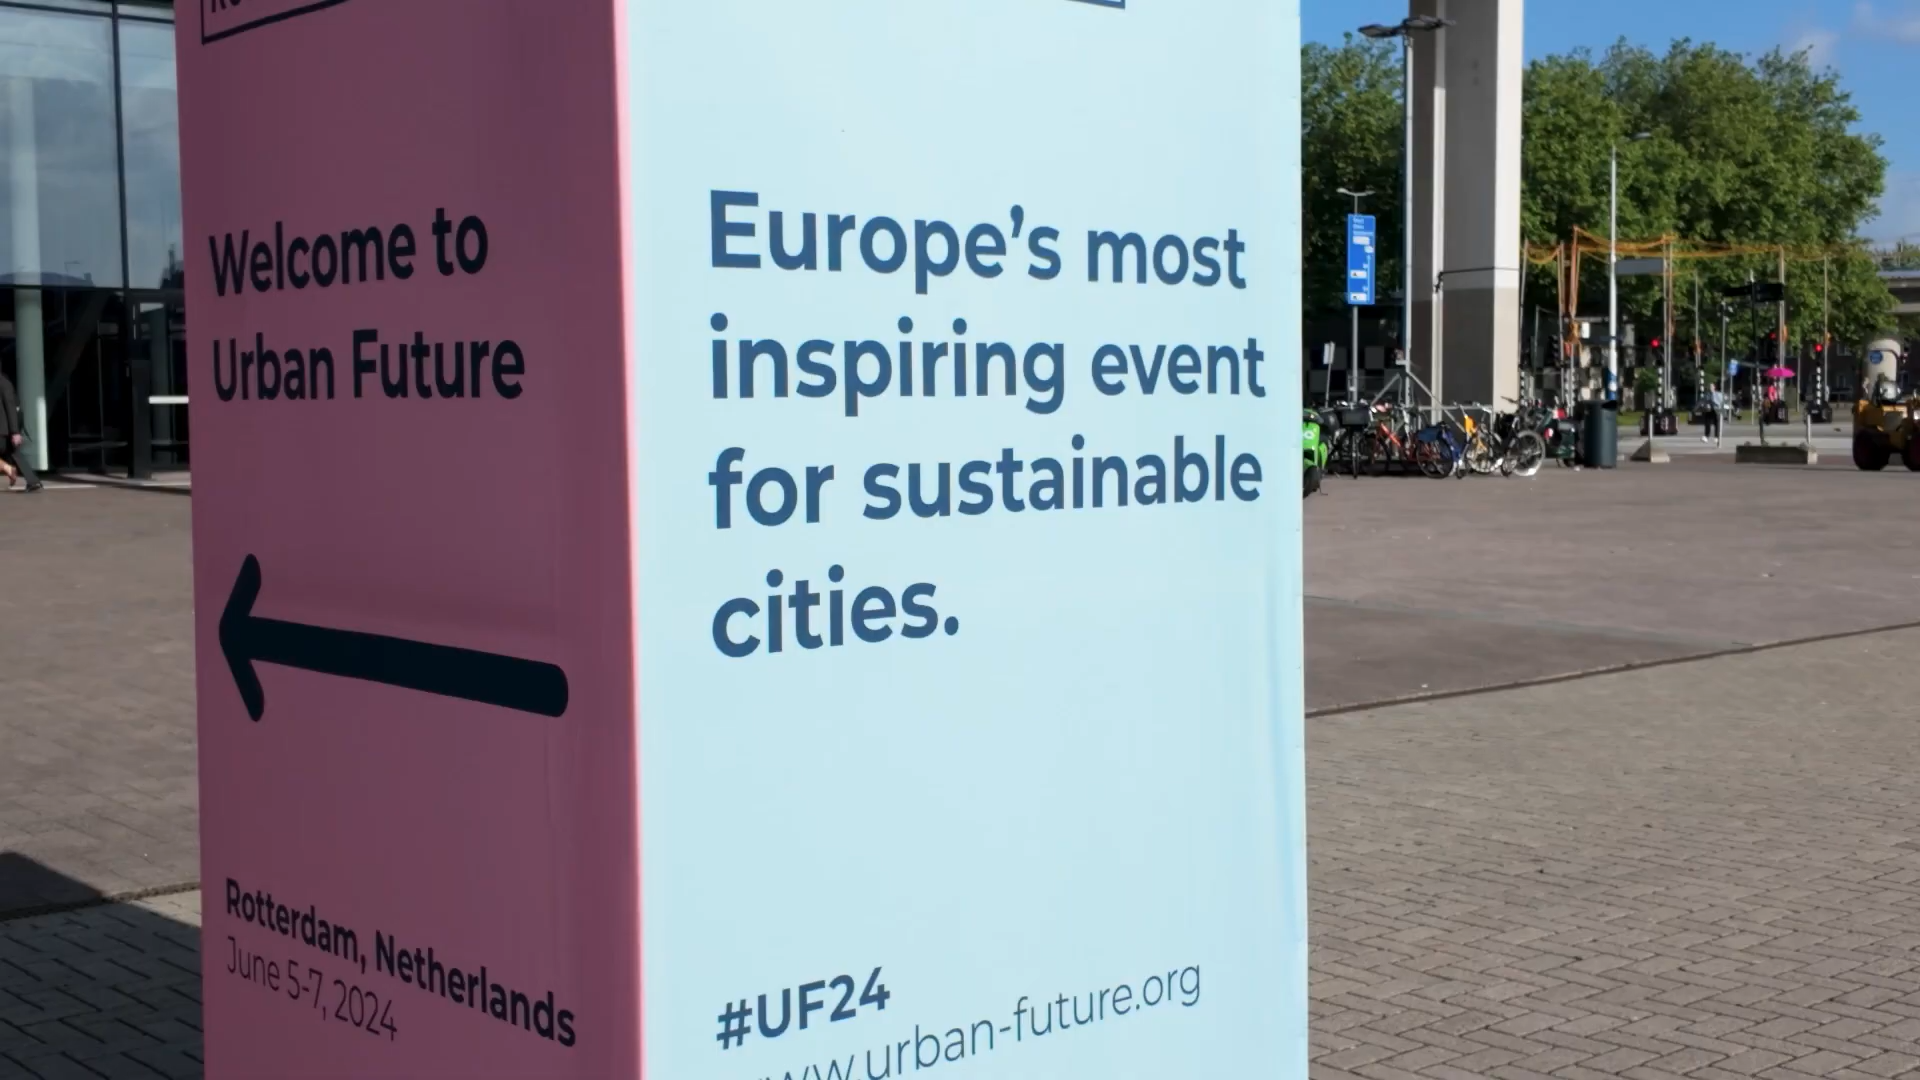 Welcome to
Urban Future
Rotterdam, Netherlands
June 5-7, 2024
Europe's most
inspiring event
for sustainable
cities.
#UF24
www.urban-future.org